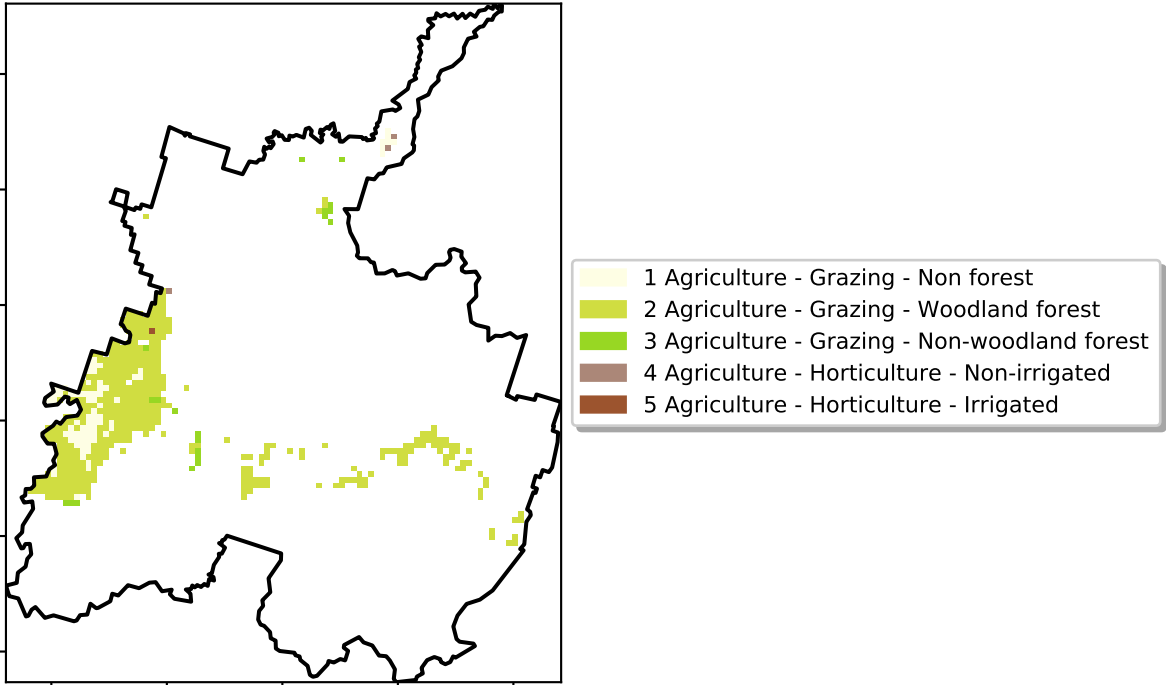 1 Agriculture - Grazing - Non forest
2 Agriculture - Grazing - Woodland forest
3 Agriculture - Grazing - Non-woodland forest
4 Agriculture - Horticulture - Non-irrigated
5 Agriculture - Horticulture - Irrigated